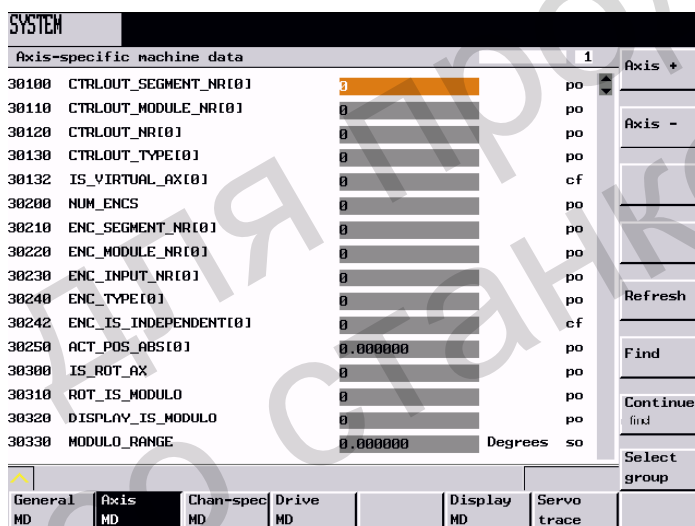 SYSTEM
Axis-specific machine data 1
30100 CTRLOUT_SEGMENT_NR[0] 0 po
30110 CTRLOUT_MODULE_NR[0] 0 po
30120 CTRLOUT_NR[0] 0 po
30130 CTRLOUT_TYPE[0] 0 po
30132 IS_VIRTUAL_AX[0] 0 cf
30200 NUM_ENCS 0 po
30210 ENC_SEGMENT_NR[0] 0 po
30220 ENC_MODULE_NR[0] 0 po
30230 ENC_INPUT_NR[0] 0 po
30240 ENC_TYPE[0] 0 po
30242 ENC_IS_INDEPENDENT[0] 0 cf
30250 ACT_POS_ABS[0] 0.000000 po
30300 IS_ROT_AX 0 po
30310 ROT_IS_MODULO 0 po
30320 DISPLAY_IS_MODULO 0 po
30330 MODULO_RANGE 0.000000 Degrees so
Axis +
Axis -
Refresh
Find
Continue
find
Select
group
General MD
Axis MD
Chan-spec MD
Drive MD
Display MD
Servo trace
для
со станк